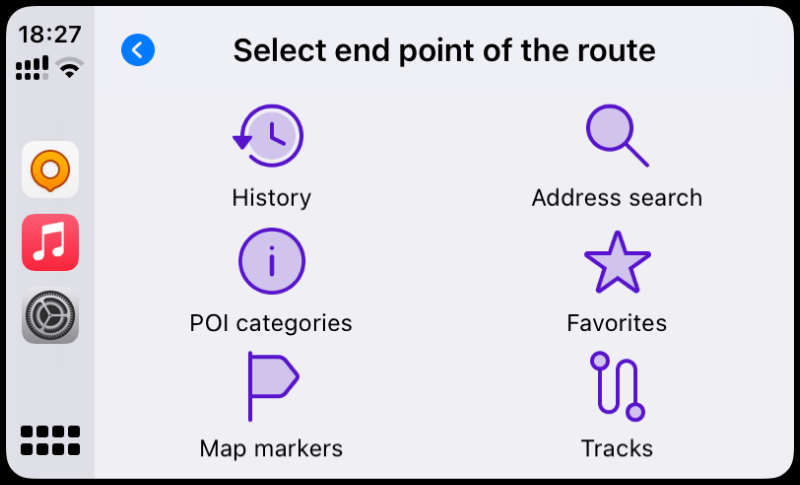 18:27
Select end point of the route
History
Address search
POI categories
Favorites
Map markers
Tracks